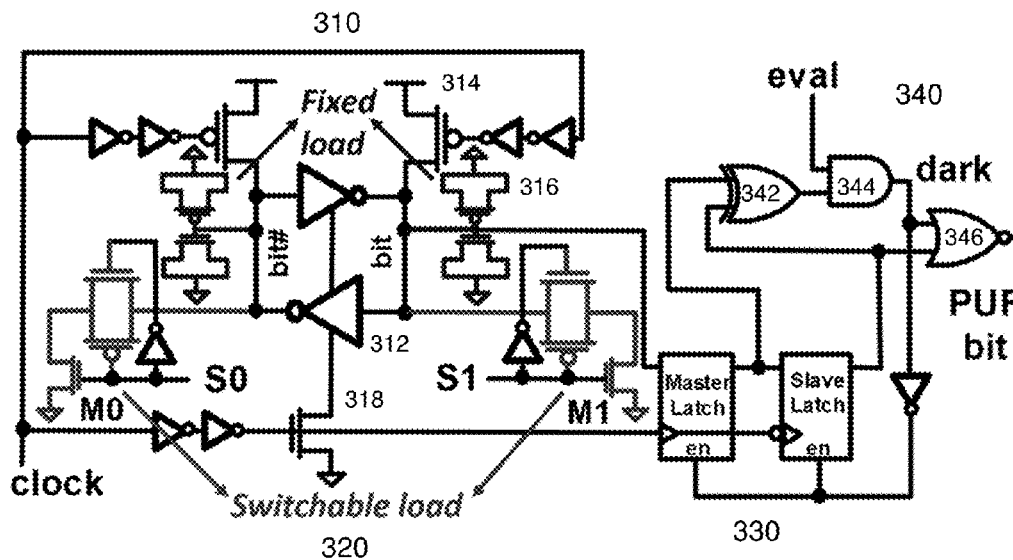 310
314
eval
340
Fixed
load
342
344
dark
316
346
bit#
bit
312
PUF
bit
S0
S1
Master
Latch
Slave
Latch
M0
318
M1
en
en
clock
Switchable load
320
330